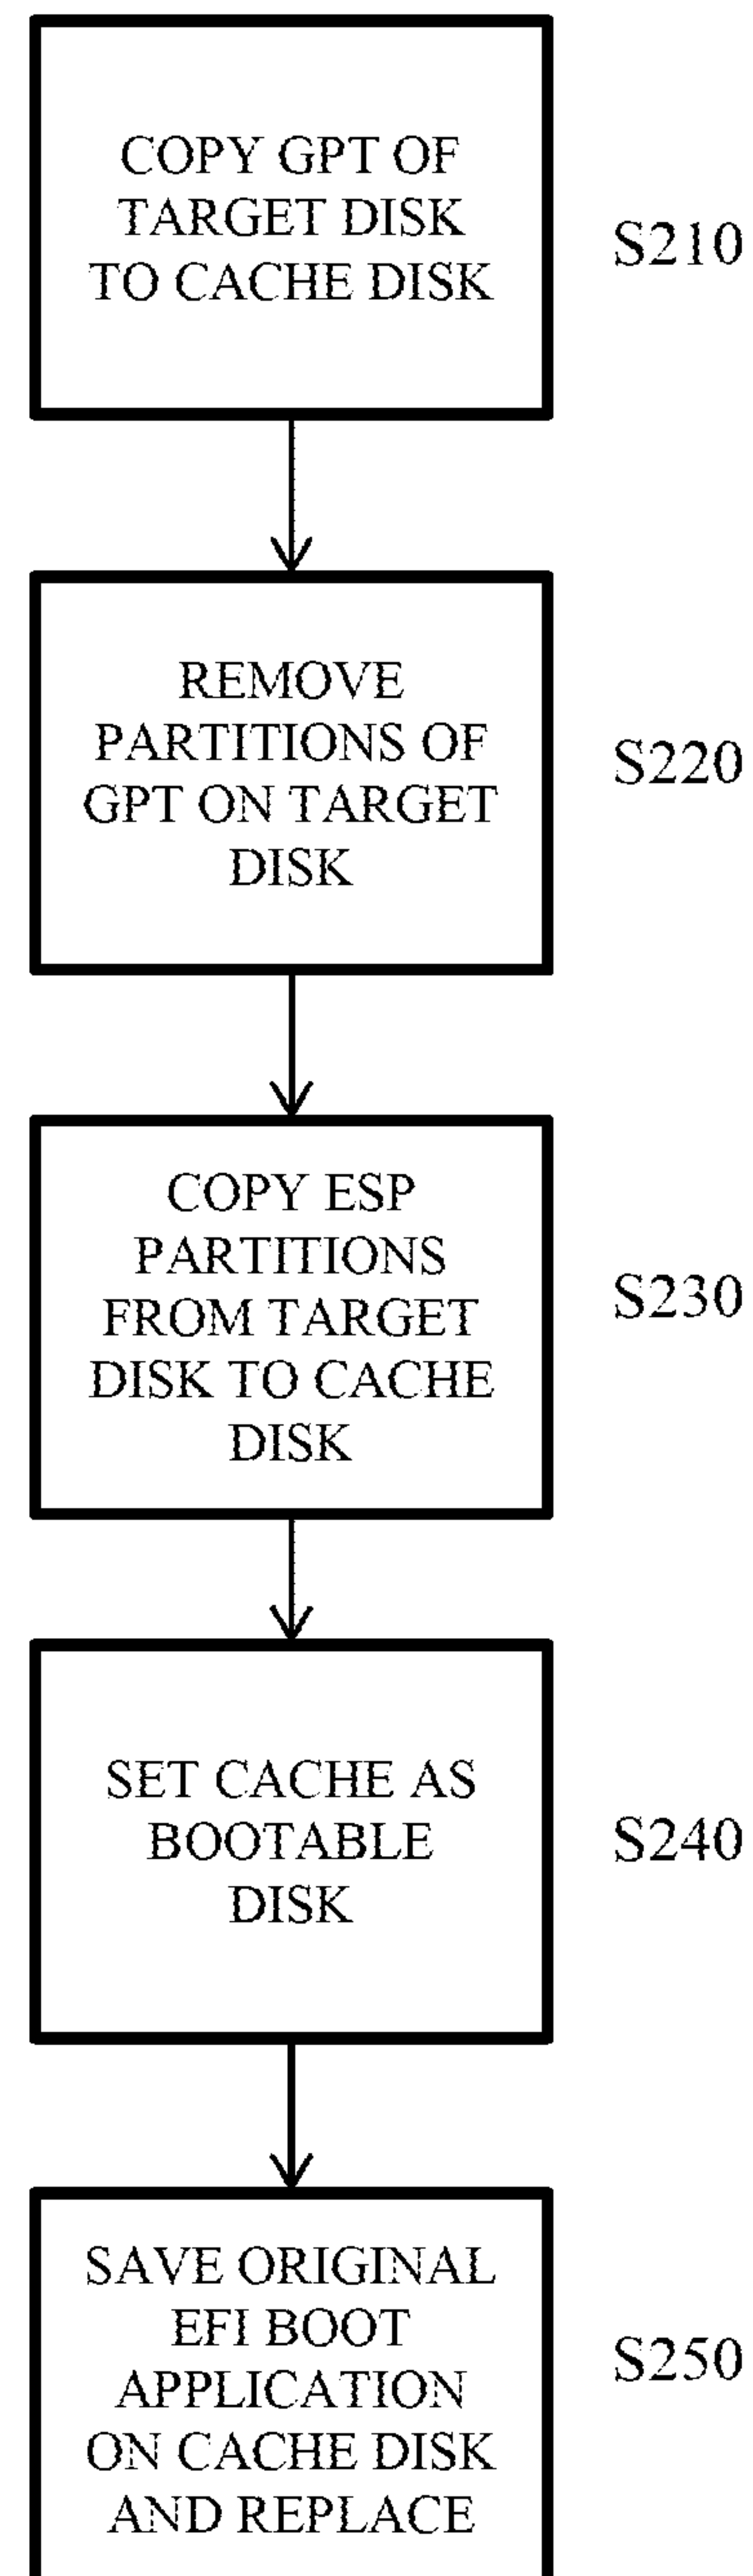 COPY GPT OF
TARGET DISK
TO CACHE DISK
S210
REMOVE
PARTITIONS OF
GPT ON TARGET
DISK
S220
COPY ESP
PARTITIONS
FROM TARGET
DISK TO CACHE
DISK
S230
SET CACHE AS
BOOTABLE
DISK
S240
SAVE ORIGINAL
EFI BOOT
APPLICATION
ON CACHE DISK
AND REPLACE
S250